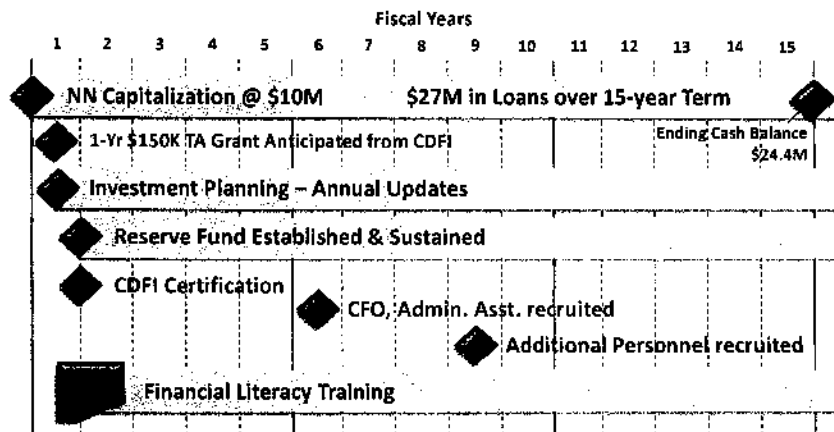 Fiscal Years
1 2 3 4 5 6 7 8 9 10 11 12 13 14 15
NN Capitalization @ $10M $27M in Loans over 15-year Term
1-Yr $150K TA Grant Anticipated from CDFI
Ending Cash Balance
$24.4M
Investment Planning – Annual Updates
Reserve Fund Established & Sustained
CDFI Certification
CFO, Admin. Asst. recruited
Additional Personnel recruited
Financial Literacy Training